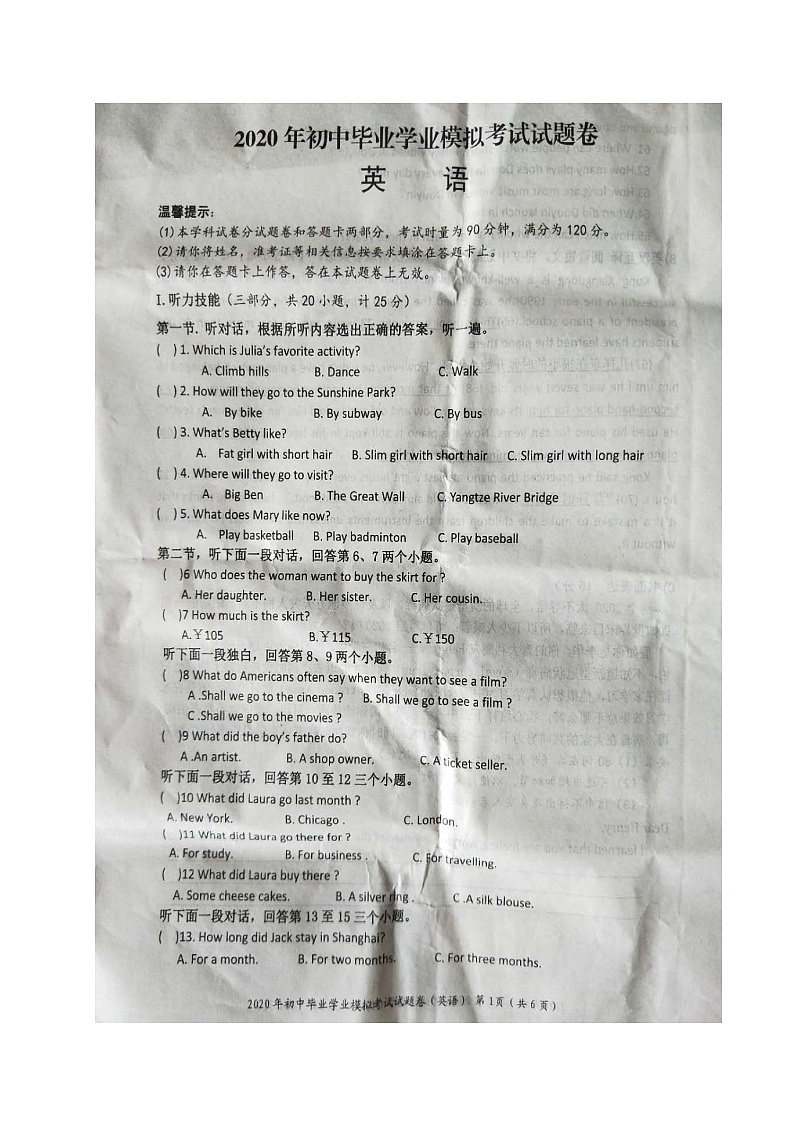 2020年初中毕业学业模拟考试试题卷
英 语
温馨提示:
(1)本学科试卷分试题卷和答题卡两部分，考试时量为90分钟，满分为120分。
(2)请你将姓名，准考证等相关信息按要求填涂在答题卡上。
(3)请你在答题卡上作答，答在本试题卷上无效。
I.听力技能（三部分，共20小题，计25分）
第一节. 听对话，根据所听内容选出正确的答案，听一遍。
( ) 1. Which is Julia's favorite activity?
A. Climb hills B. Dance C. Walk
( ) 2. How will they go to the Sunshine Park?
A. By bike B. By subway C. By bus
( ) 3. What's Betty like?
A. Fat girl with short hair B. Slim girl with short hair C. Slim girl with long hair
( ) 4. Where will they go to visit?
A. Big Ben B. The Great Wall C. Yangtze River Bridge
( ) 5. What does Mary like now?
A. Play basketball B. Play badminton C. Play baseball
第二节，听下面一段对话，回答第6、7两个小题。
( )6 Who does the woman want to buy the skirt for ?
A. Her daughter. B. Her sister. C. Her cousin.
( )7 How much is the skirt?
A.￥105 B.￥115 C.￥150
听下面一段独白，回答第8、9两个小题。
( )8 What do Americans often say when they want to see a film?
A .Shall we go to the cinema ? B. Shall we go to see a film ?
C .Shall we go to the movies ?
( )9 What did the boy's father do?
A .An artist. B. A shop owner. C. A ticket seller.
听下面一段对话，回答第10至12三个小题。
( )10 What did Laura go last month ?
A. New York. B. Chicago . C. London.
( )11 What did Laura go there for ?
A. For study. B. For business . C. For travelling.
( )12 What did Laura buy there ?
A. Some cheese cakes. B. A silver ring . C .A silk blouse.
听下面一段对话，回答第13至15三个小题。
( )13. How long did Jack stay in Shanghai?
A. For a month. B. For two months. C. For three months.
2020年初中毕业学业模拟考试试题卷（英语）第1页（共6页）